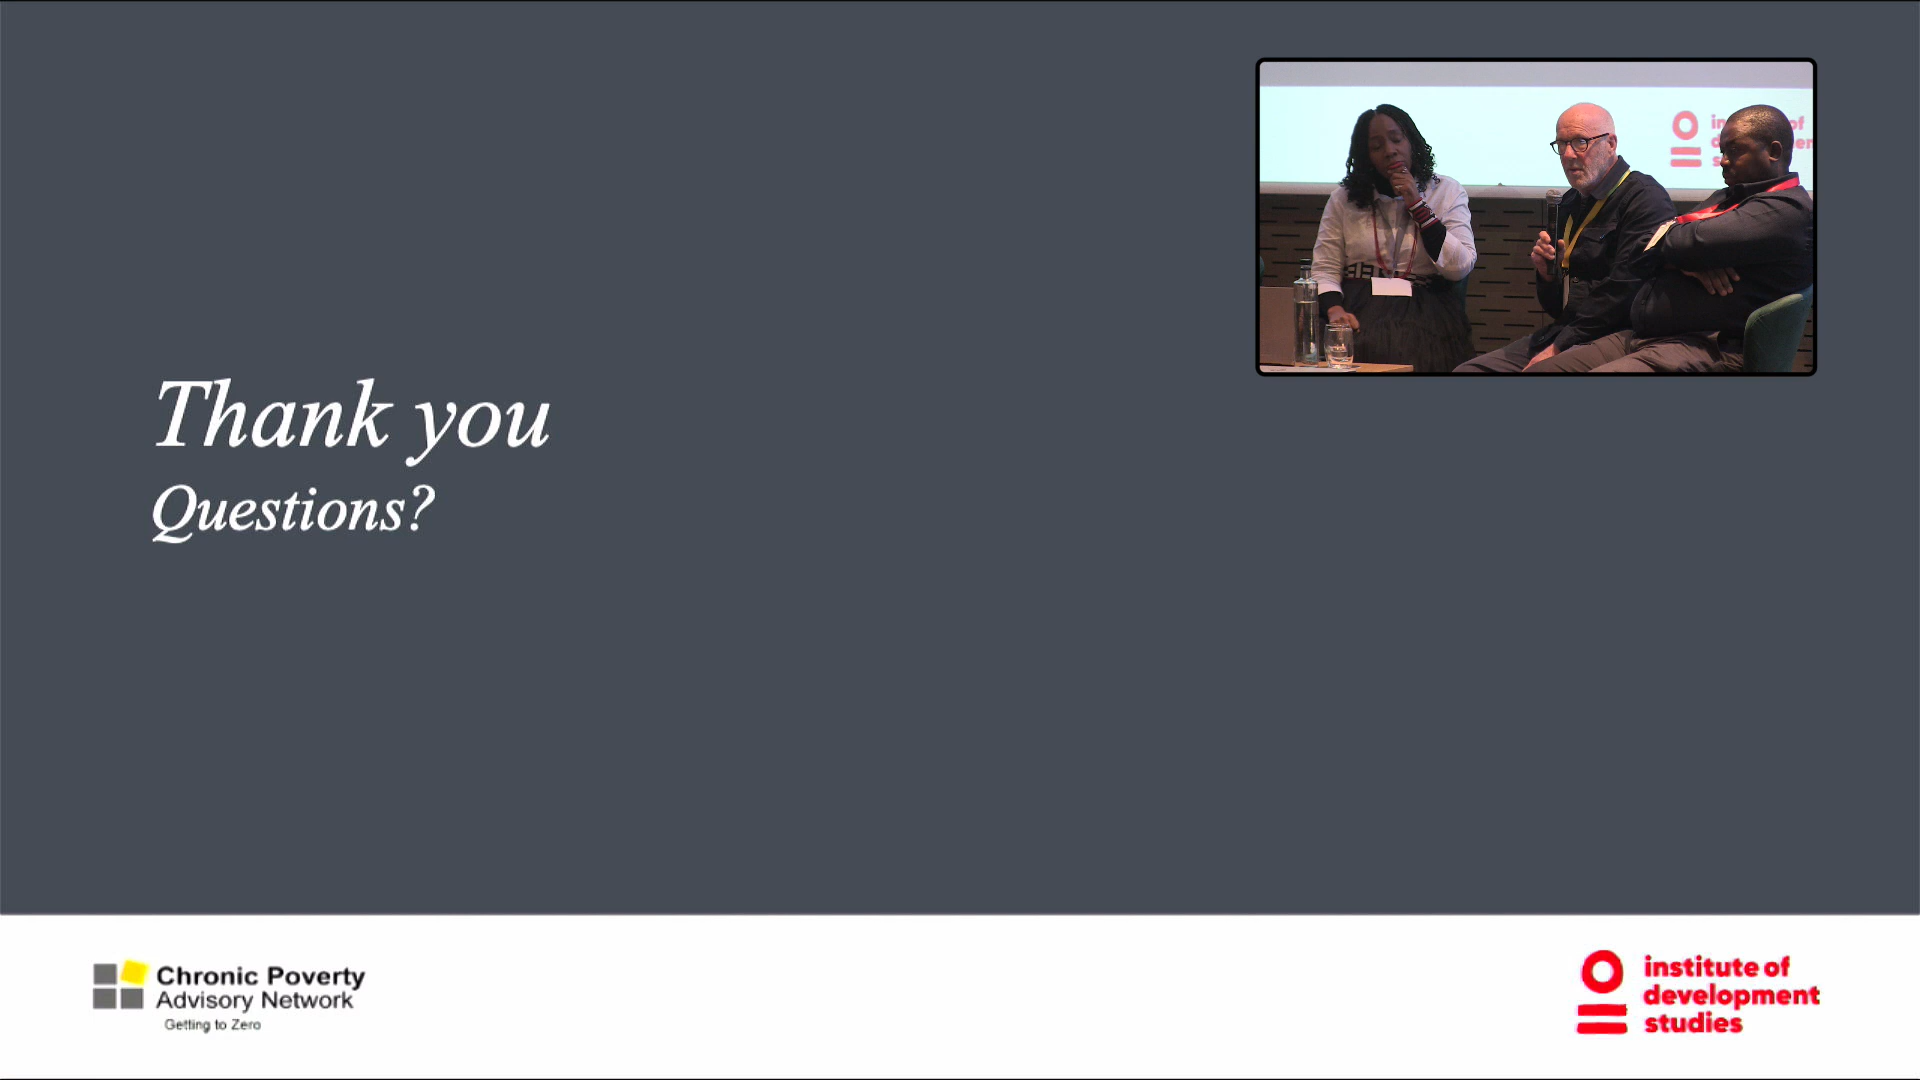 Thank you
Questions?
Chronic Poverty
Advisory Network
Getting to Zero
institute of
development
studies